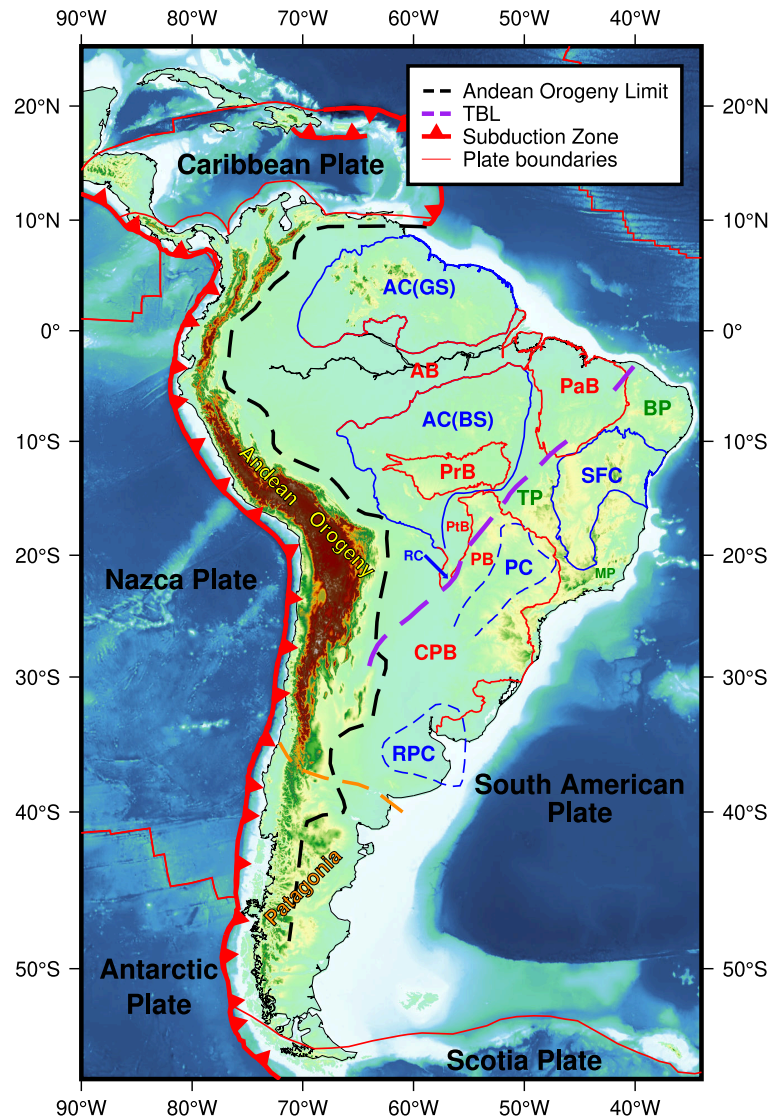 80°W 70°W 60°W 50°W 40°W
20°N
10°N
0°
10°S
20°S
30°S
40°S
50°S
Andean Orogeny Limit
TBL
Subduction Zone
Plate boundaries
Caribbean Plate
20°N
10°N
AC(GS)
0°
AB
PaB
BP
AC(BS)
10°S
PrB
SFC
Andean Orogeny
TP
PtB
RC
PB
PC
MP
20°S
Nazca Plate
CPB
30°S
RPC
South American
Plate
40°S
Patagonia
50°S
Antarctic
Plate
Scotia Plate
90°W 80°W 70°W 60°W 50°W 40°W